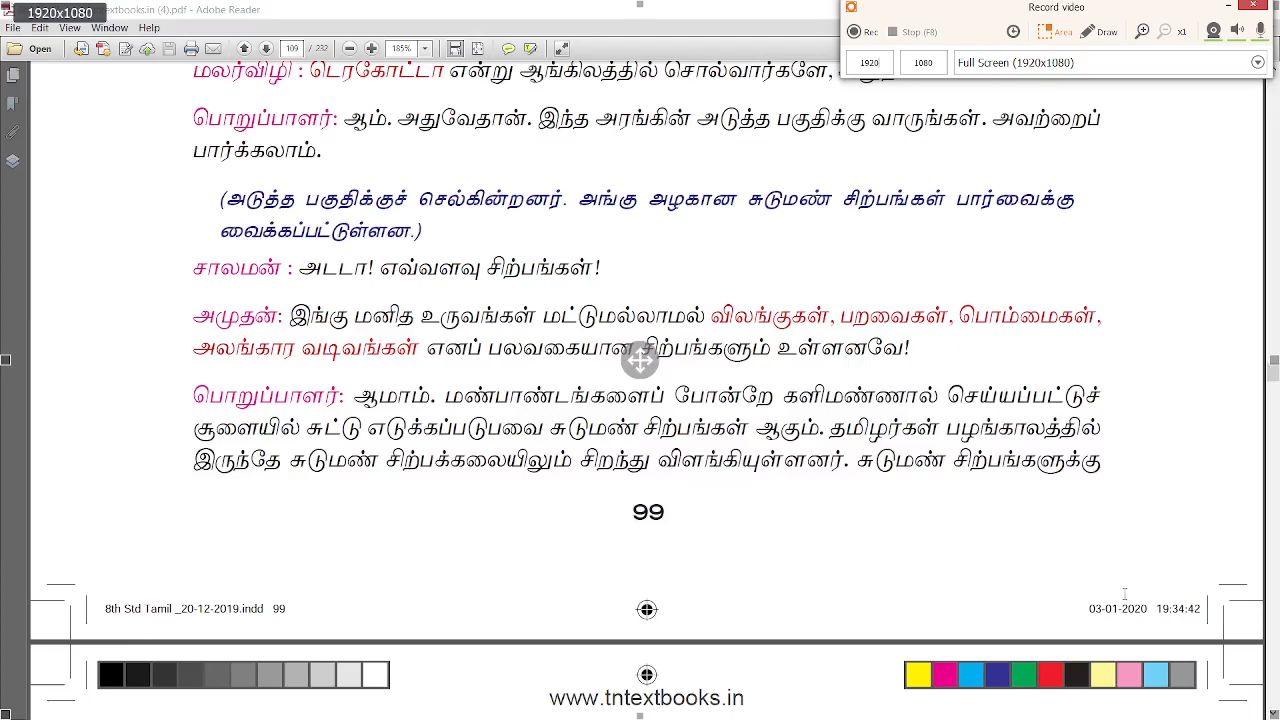 1920x1080
textbooks.in (4).pdf - Adobe Reader
File Edit View Window Help
Open 109 / 232 185%
Record video
Rec Stop (F8) Area Draw x1
1920 1080 Full Screen (1920x1080)
மலர்விழி : டெரகோட்டா என்று ஆங்கிலத்தில் சொல்வார்களே,
பொறுப்பாளர்: ஆம். அதுவேதான். இந்த அரங்கின் அடுத்த பகுதிக்கு வாருங்கள். அவற்றைப்
பார்க்கலாம்.
(அடுத்த பகுதிக்குச் செல்கின்றனர். அங்கு அழகான சுடுமண் சிற்பங்கள் பார்வைக்கு
வைக்கப்பட்டுள்ளன.)
சாலமன் : அடடா! எவ்வளவு சிற்பங்கள்!
அமுதன்: இங்கு மனித உருவங்கள் மட்டுமல்லாமல் விலங்குகள், பறவைகள், பொம்மைகள்,
அலங்கார வடிவங்கள் எனப் பலவகையான சிற்பங்களும் உள்ளனவே!
பொறுப்பாளர்: ஆமாம். மண்பாண்டங்களைப் போன்றே களிமண்ணால் செய்யப்பட்டுச்
சூளையில் சுட்டு எடுக்கப்படுபவை சுடுமண் சிற்பங்கள் ஆகும். தமிழர்கள் பழங்காலத்தில்
இருந்தே சுடுமண் சிற்பக்கலையிலும் சிறந்து விளங்கியுள்ளனர். சுடுமண் சிற்பங்களுக்கு
99
8th Std Tamil _20-12-2019.indd 99 03-01-2020 19:34:42
www.tntextbooks.in